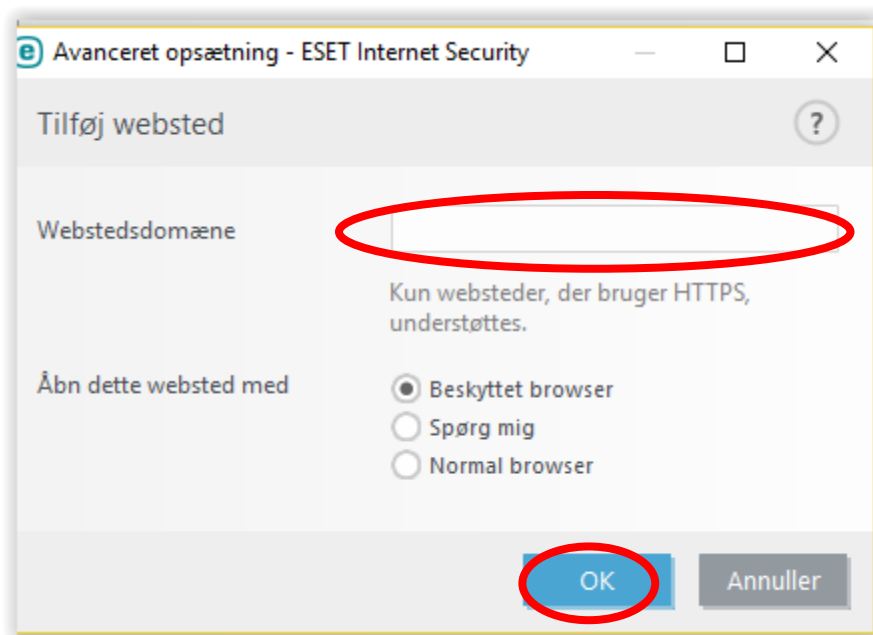 e Avanceret opsætning - ESET Internet Security
Tilføj websted
?
Webstedsdomæne
Kun websteder, der bruger HTTPS,
understøttes.
Åbn dette websted med
Beskyttet browser
Spørg mig
Normal browser
OK
Annuller